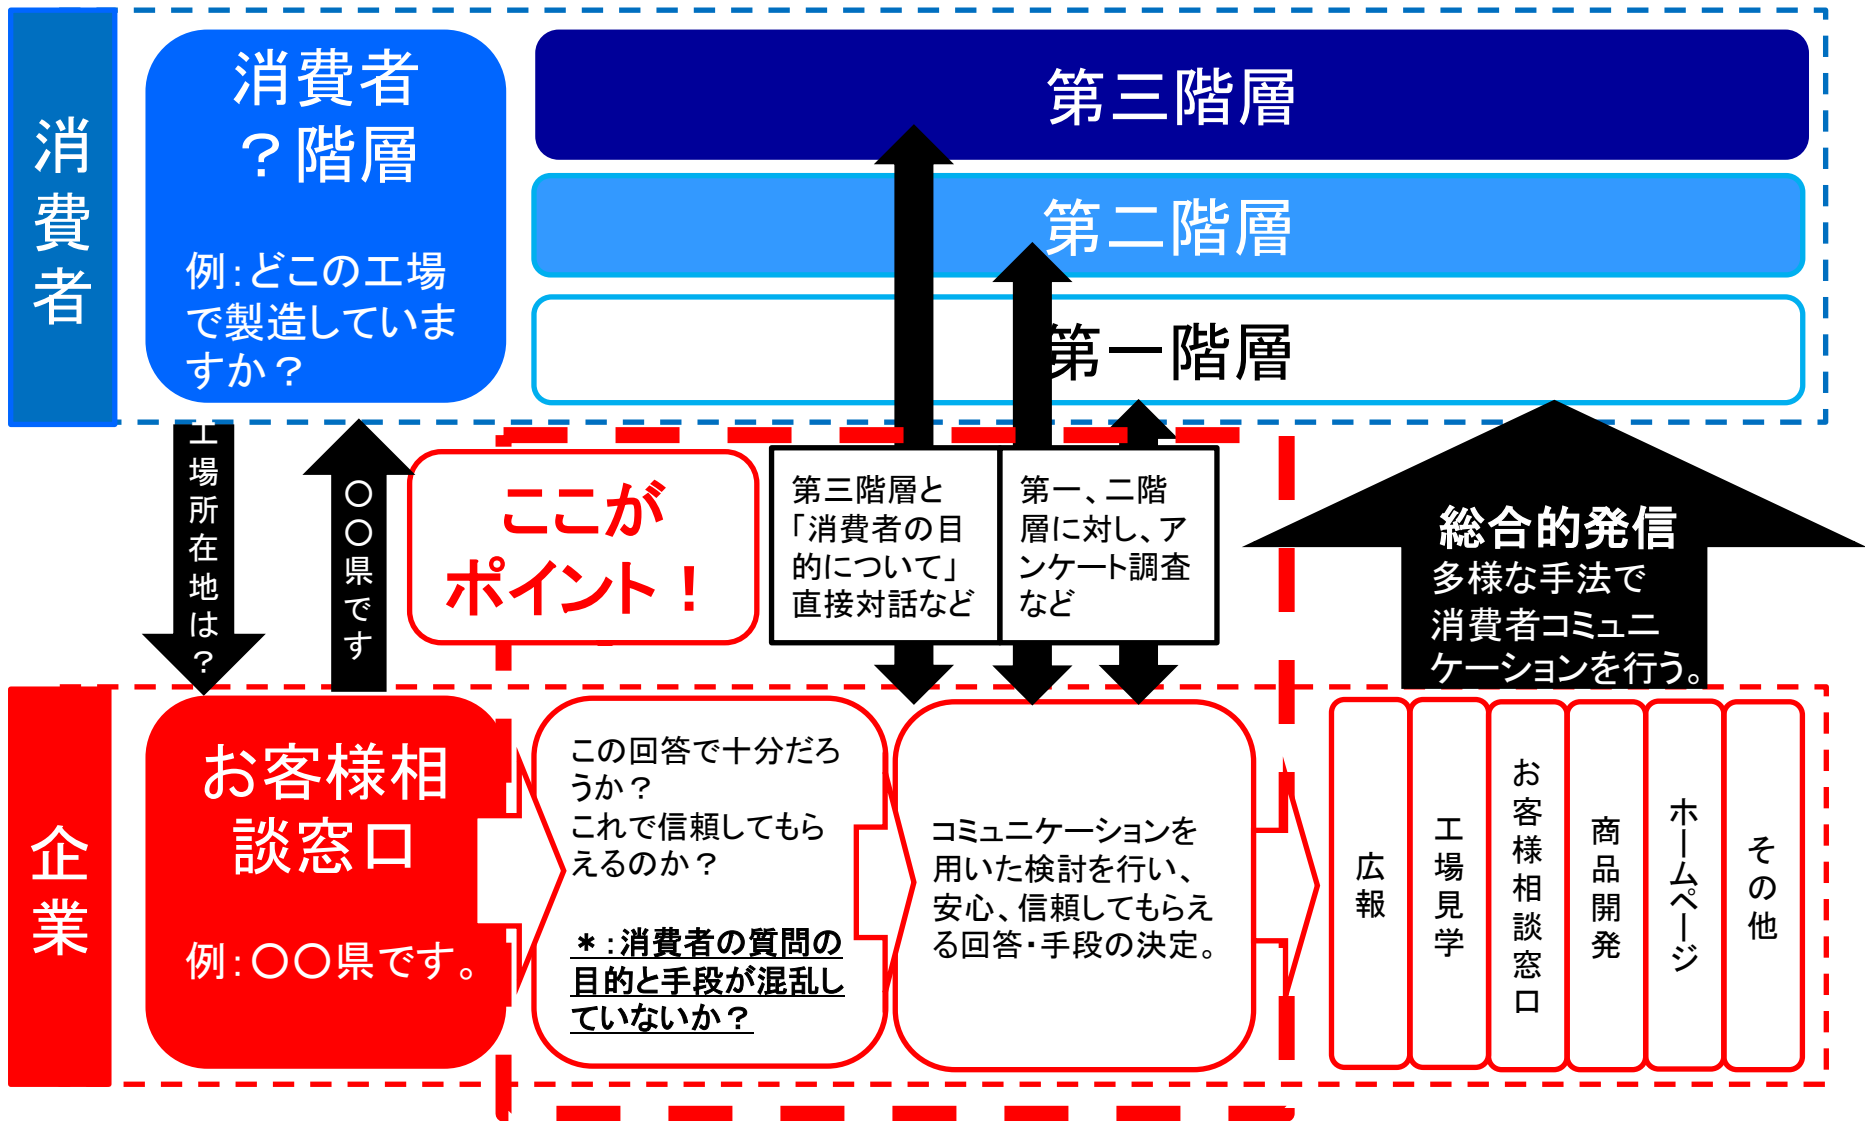 消費者
消費者
？階層
例：どこの工場
で製造していま
すか？
第三階層
第二階層
第一階層
工場所在地は？
〇〇県です
ここが
ポイント！
第三階層と
「消費者の目
的について」
直接対話など
第一、二階
層に対し、ア
ンケート調査
など
総合的発信
多様な手法で
消費者コミュニ
ケーションを行う。
企業
お客様相
談窓口
例：〇〇県です。
この回答で十分だろ
うか？
これで信頼してもら
えるのか？
＊：消費者の質問の
目的と手段が混乱し
ていないか？
コミュニケーションを
用いた検討を行い、
安心、信頼してもらえ
る回答・手段の決定。
広報
工場見学
お客様相談窓口
商品開発
ホームページ
その他